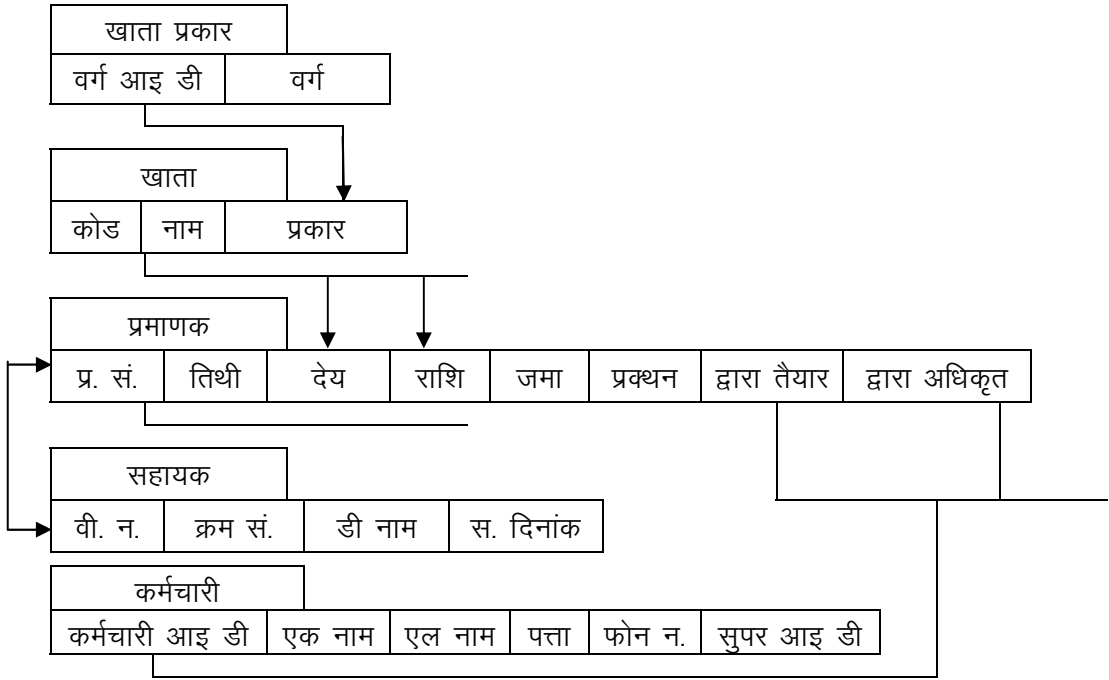 खाता प्रकार
वर्ग आइ डी वर्ग
खाता
कोड नाम प्रकार
प्रमाणक
प्र. सं. तिथी देय राशि जमा प्रक्थन द्वारा तैयार द्वारा अधिकृत
सहायक
वी. न. क्रम सं. डी नाम स. दिनांक
कर्मचारी
कर्मचारी आइ डी एक नाम एल नाम पत्ता फोन न. सुपर आइ डी